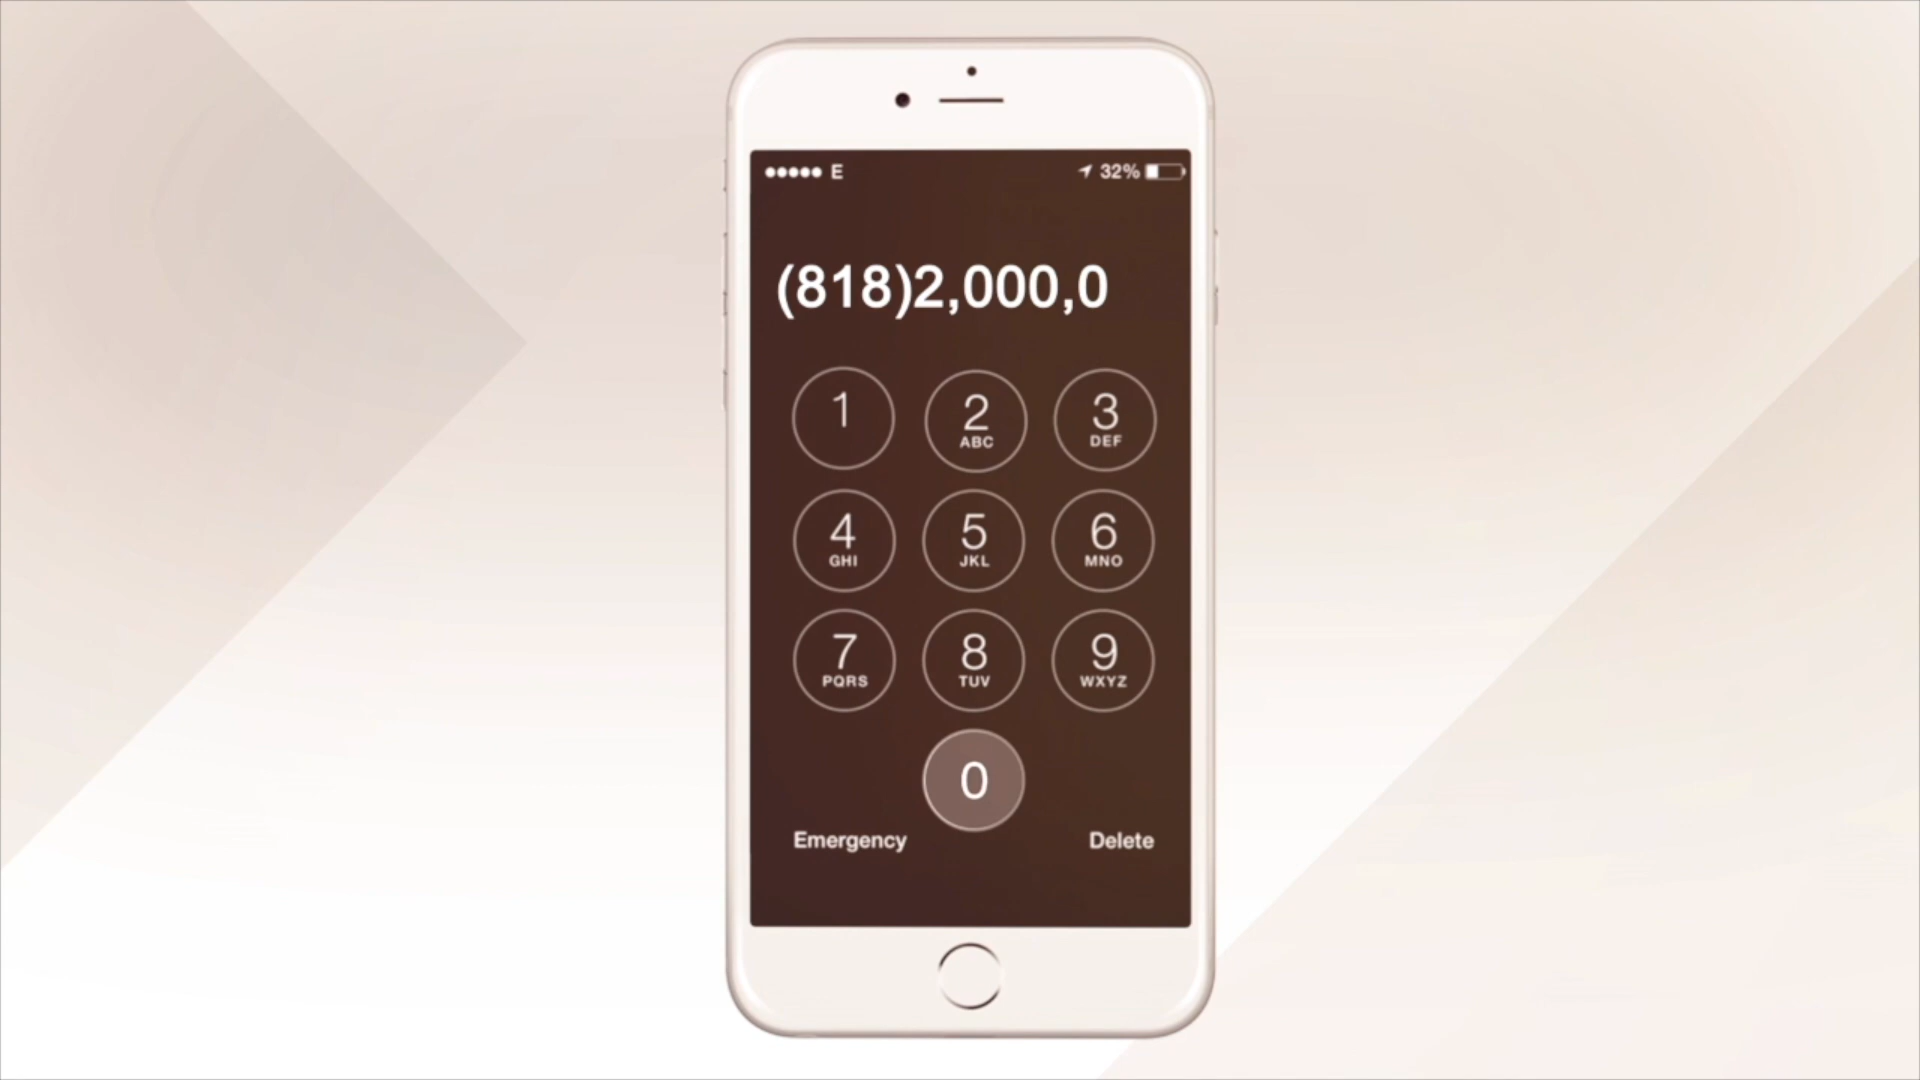 ●●●●● E 32%
(818)2,000,0
1 2 3
ABC DEF
4 5 6
GHI JKL MNO
7 8 9
PQRS TUV WXYZ
0
Emergency Delete